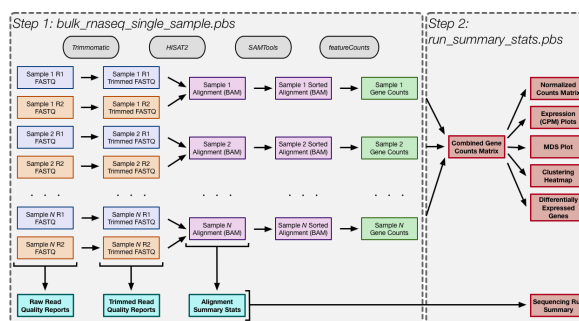 Step 1: bulk_rnaseq_single_sample.pbs
Step 2:
run_summary_stats.pbs
Trimmomatic
HISAT2
SAMTools
featureCounts
Sample 1 R1
FASTQ
Sample 1 R1
Trimmed FASTQ
Sample 1 R2
FASTQ
Sample 1 R2
Trimmed FASTQ
Sample 1
Alignment (BAM)
Sample 1 Sorted
Alignment (BAM)
Sample 1
Gene Counts
Sample 2 R1
FASTQ
Sample 2 R1
Trimmed FASTQ
Sample 2 R2
FASTQ
Sample 2 R2
Trimmed FASTQ
Sample 2
Alignment (BAM)
Sample 2 Sorted
Alignment (BAM)
Sample 2
Gene Counts
. . .
. . .
. . .
. . .
. . .
Sample N R1
FASTQ
Sample N R1
Trimmed FASTQ
Sample N R2
FASTQ
Sample N R2
Trimmed FASTQ
Sample N
Alignment (BAM)
Sample N Sorted
Alignment (BAM)
Sample N
Gene Counts
Raw Read
Quality Reports
Trimmed Read
Quality Reports
Alignment
Summary Stats
Combined Gene
Counts Matrix
Normalized
Counts Matrix
Expression
(CPM) Plots
MDS Plot
Clustering
Heatmap
Differentially
Expressed
Genes
Sequencing Run
Summary